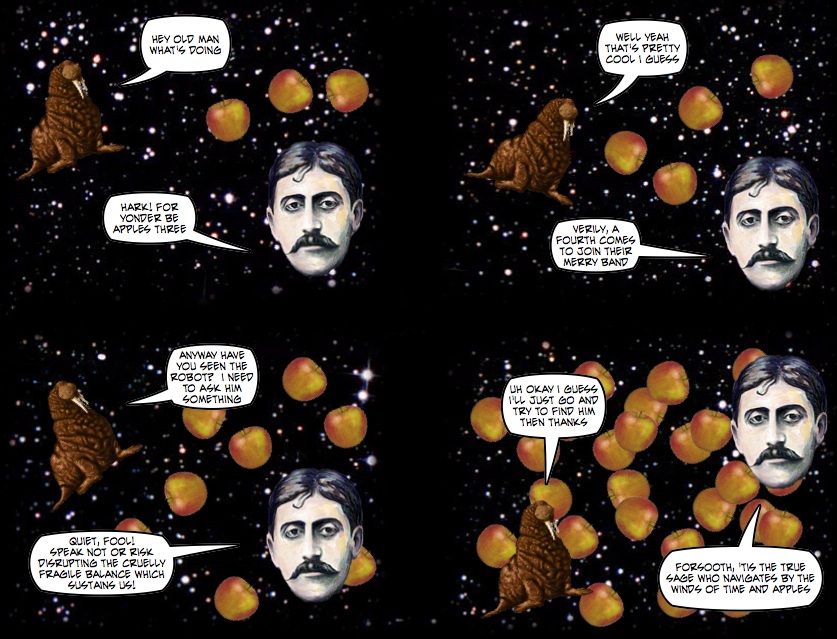 HEY OLD MAN
WHAT'S DOING
HARK! FOR
YONDER BE
APPLES THREE
WELL YEAH
THAT'S PRETTY
COOL I GUESS
VERILY, A
FOURTH COMES
TO JOIN THEIR
MERRY BAND
ANYWAY HAVE
YOU SEEN THE
ROBOT? I NEED
TO ASK HIM
SOMETHING
QUIET, FOOL!
SPEAK NOT OR RISK
DISRUPTING THE CRUELLY
FRAGILE BALANCE WHICH
SUSTAINS US!
UH OKAY I GUESS
I'LL JUST GO AND
TRY TO FIND HIM
THEN THANKS
FORSOOTH, 'TIS THE TRUE
SAGE WHO NAVIGATES BY THE
WINDS OF TIME AND APPLES